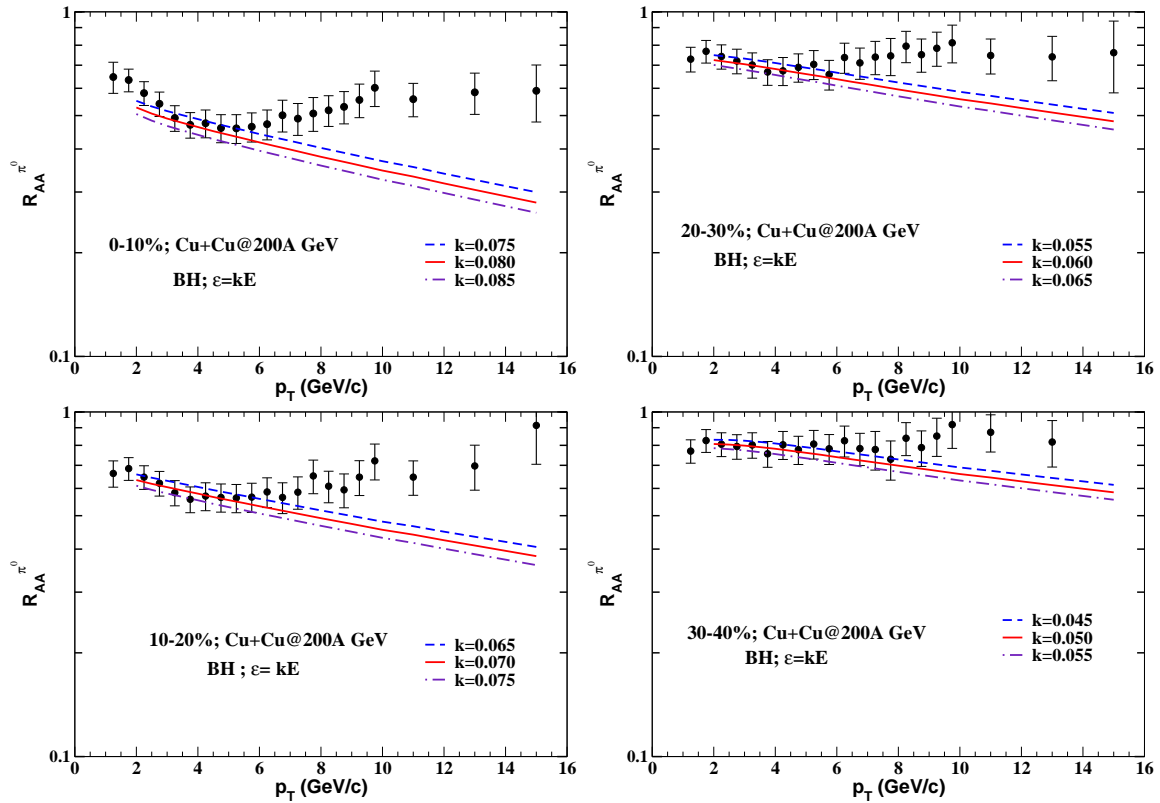 1
R_AA^π^0
0.1
0-10%; Cu+Cu@200A GeV
BH; ε=kE
k=0.075
k=0.080
k=0.085
0 2 4 6 8 10 12 14 16
p_T (GeV/c)
1
R_AA^π^0
0.1
20-30%; Cu+Cu@200A GeV
BH; ε=kE
k=0.055
k=0.060
k=0.065
0 2 4 6 8 10 12 14 16
p_T (GeV/c)
1
R_AA^π^0
0.1
10-20%; Cu+Cu@200A GeV
BH ; ε= kE
k=0.065
k=0.070
k=0.075
0 2 4 6 8 10 12 14 16
p_T (GeV/c)
1
R_AA^π^0
0.1
30-40%; Cu+Cu@200A GeV
BH; ε=kE
k=0.045
k=0.050
k=0.055
0 2 4 6 8 10 12 14 16
p_T (GeV/c)